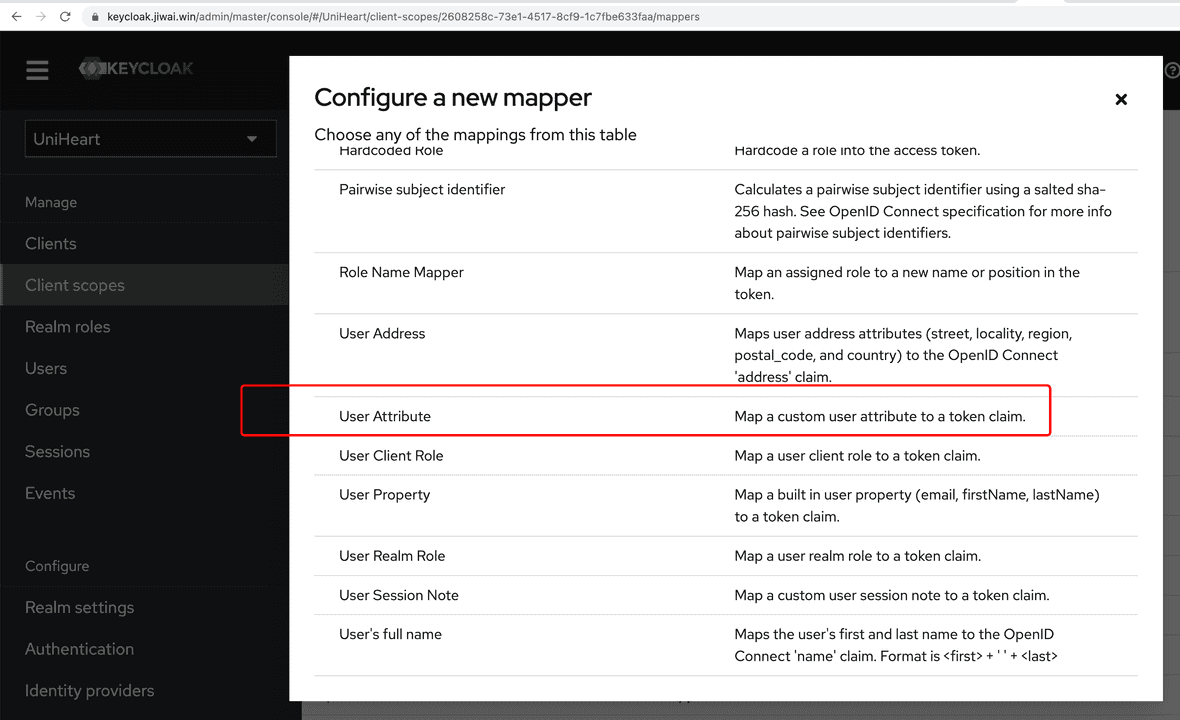 keycloak.jiwai.win/admin/master/console/#/UniHeart/client-scopes/2608258c-73e1-4517-8cf9-1c7fbe633faa/mappers
KEYCLOAK
UniHeart
Manage
Clients
Client scopes
Realm roles
Users
Groups
Sessions
Events
Configure
Realm settings
Authentication
Identity providers
Configure a new mapper
Choose any of the mappings from this table
Hardcoded Role
Hardcode a role into the access token.
Pairwise subject identifier
Calculates a pairwise subject identifier using a salted sha-
256 hash. See OpenID Connect specification for more info
about pairwise subject identifiers.
Role Name Mapper
Map an assigned role to a new name or position in the
token.
User Address
Maps user address attributes (street, locality, region,
postal_code, and country) to the OpenID Connect
'address' claim.
User Attribute
Map a custom user attribute to a token claim.
User Client Role
Map a user client role to a token claim.
User Property
Map a built in user property (email, firstName, lastName)
to a token claim.
User Realm Role
Map a user realm role to a token claim.
User Session Note
Map a custom user session note to a token claim.
User's full name
Maps the user's first and last name to the OpenID
Connect 'name' claim. Format is <first> + ' ' + <last>